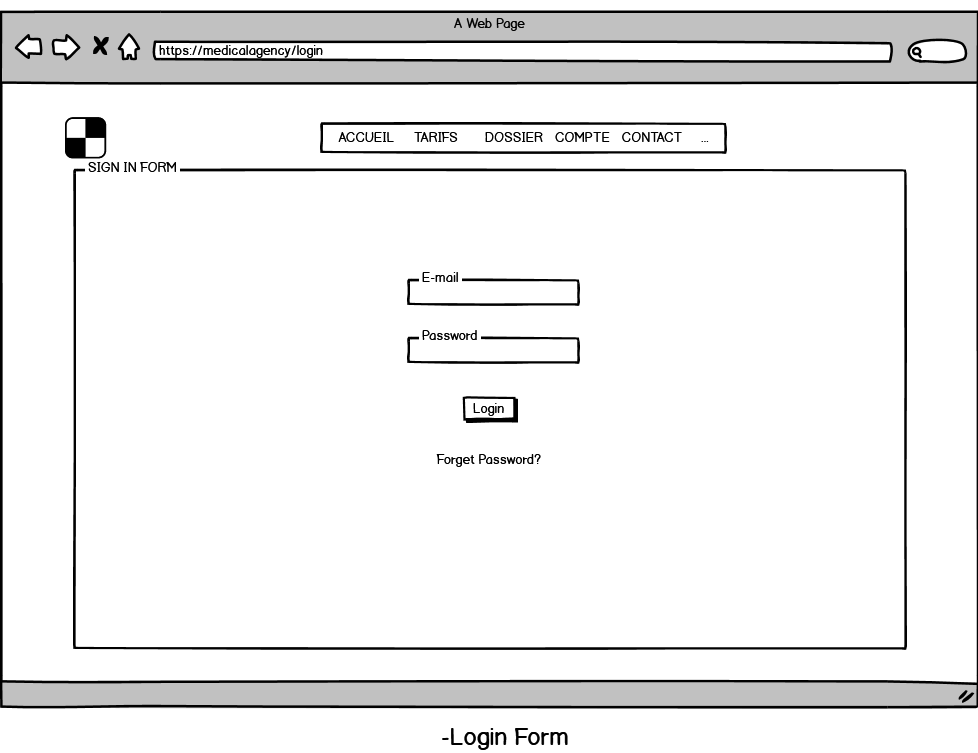 A Web Page
https://medicalagency/login
ACCUEIL TARIFS DOSSIER COMPTE CONTACT ...
SIGN IN FORM
E-mail
Password
Login
Forget Password?
-Login Form